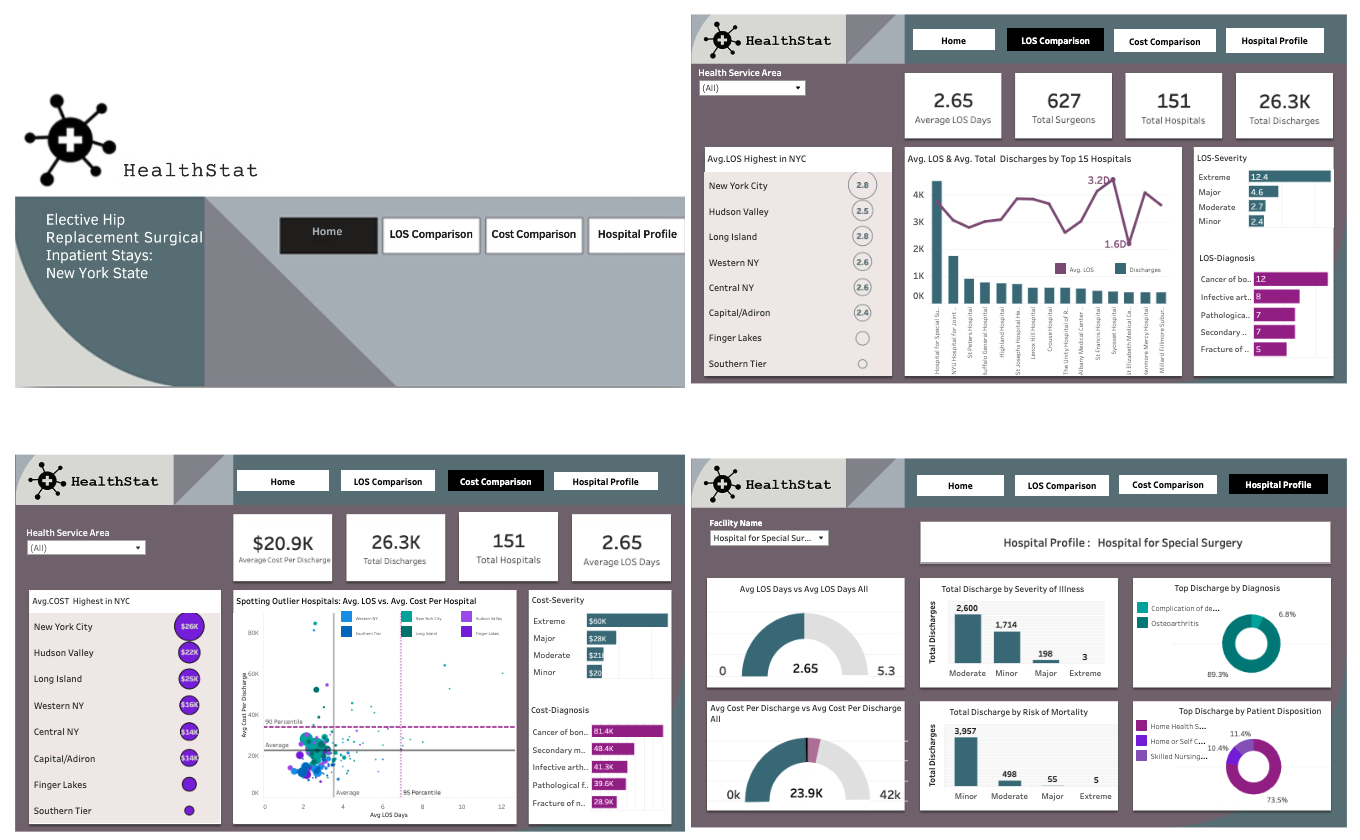 HealthStat
Elective Hip
Replacement Surgical
Inpatient Stays:
New York State
Home
LOS Comparison
Cost Comparison
Hospital Profile
HealthStat
Home
LOS Comparison
Cost Comparison
Hospital Profile
Health Service Area
(All)
2.65
Average LOS Days
627
Total Surgeons
151
Total Hospitals
26.3K
Total Discharges
Avg.LOS Highest in NYC
New York City 2.8
Hudson Valley 2.5
Long Island 2.8
Western NY 2.6
Central NY 2.6
Capital/Adiron 2.4
Finger Lakes
Southern Tier
Avg. LOS & Avg. Total Discharges by Top 15 Hospitals
4K
3K
2K
1K
0K
3.2D
1.6D
Avg. LOS
Discharges
Hospital for Special Su..
NYU Hospital for Joint ..
St Peters Hospital
Buffalo General Hospital
Highland Hospital
St Josephs Hospital He..
Lenox Hill Hospital
Crouse Hospital
The Unity Hospital of R..
Albany Medical Center ..
St Francis Hospital
Syosset Hospital
St Elizabeth Medical Ce..
Kenmore Mercy Hospital
Millard Fillmore Subur..
LOS-Severity
Extreme 12.4
Major 4.6
Moderate 2.7
Minor 2.4
LOS-Diagnosis
Cancer of bo.. 12
Infective art.. 8
Pathologica.. 7
Secondary .. 7
Fracture of .. 5
HealthStat
Home
LOS Comparison
Cost Comparison
Hospital Profile
Health Service Area
(All)
$20.9K
Average Cost Per Discharge
26.3K
Total Discharges
151
Total Hospitals
2.65
Average LOS Days
Avg.COST Highest in NYC
New York City $26K
Hudson Valley $22K
Long Island $25K
Western NY $16K
Central NY $14K
Capital/Adiron $14K
Finger Lakes
Southern Tier
Spotting Outlier Hospitals: Avg. LOS vs. Avg. Cost Per Hospital
Western NY
New York City
Hudson Valley
Southern Tier
Long Island
Finger Lakes
Avg Cost Per Discharge
80K
60K
40K
20K
0K
90 Percentile
Average
Average
95 Percentile
0 2 4 6 8 10 12
Avg LOS Days
Cost-Severity
Extreme $60K
Major $28K
Moderate $21
Minor $20
Cost-Diagnosis
Cancer of bon.. 81.4K
Secondary m.. 48.4K
Infective arth.. 41.3K
Pathological f.. 39.6K
Fracture of n.. 28.9K
HealthStat
Home
LOS Comparison
Cost Comparison
Hospital Profile
Facility Name
Hospital for Special Sur...
Hospital Profile : Hospital for Special Surgery
Avg LOS Days vs Avg LOS Days All
0
2.65
5.3
Total Discharge by Severity of Illness
Total Discharges
2,600
1,714
198
3
Moderate Minor Major Extreme
Top Discharge by Diagnosis
Complication of de...
Osteoarthritis
6.8%
89.3%
Avg Cost Per Discharge vs Avg Cost Per Discharge
All
0k
23.9K
42k
Total Discharge by Risk of Mortality
Total Discharges
3,957
498
55
5
Minor Moderate Major Extreme
Top Discharge by Patient Disposition
Home Health S...
Home or Self C...
Skilled Nursing...
11.4%
10.4%
73.5%